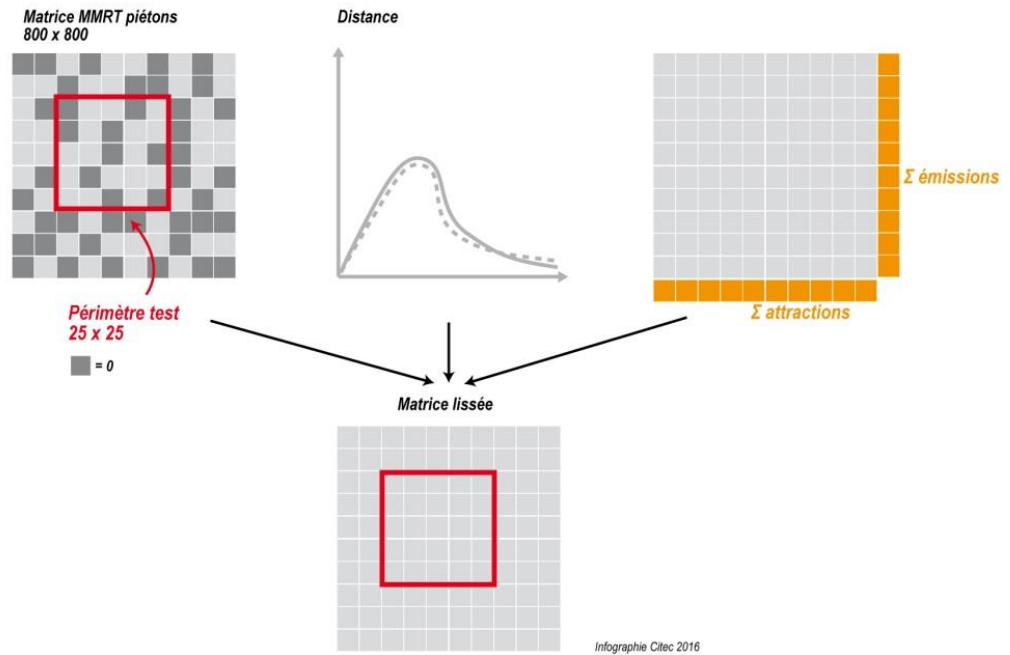 Matrice MMRT piétons
800 x 800
Distance
Σ émissions
Σ attractions
Périmètre test
25 x 25
= 0
Matrice lissée
Infographie Citec 2016